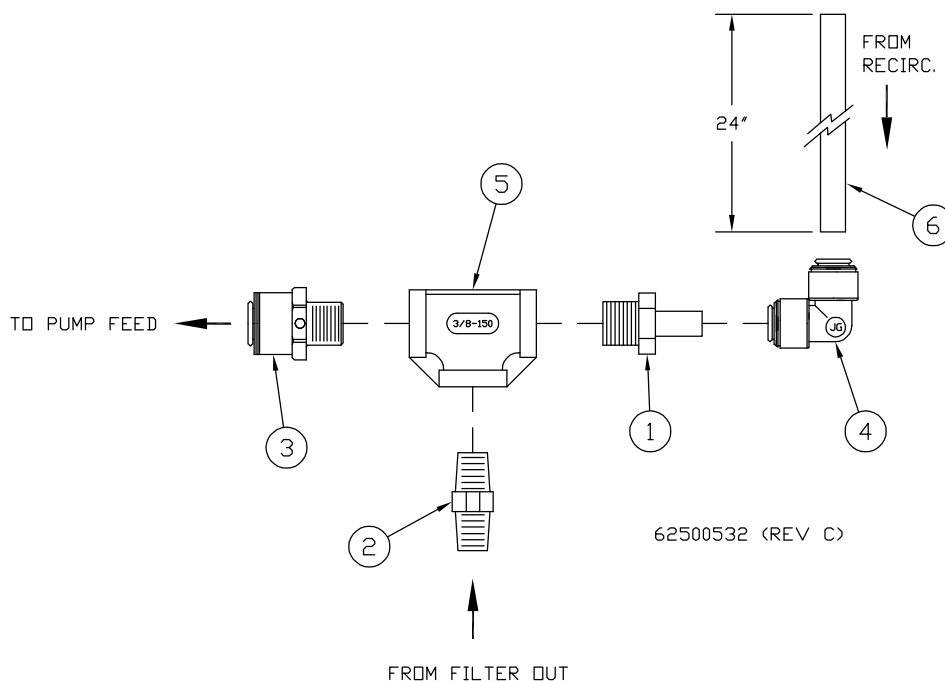 FROM
RECIRC.
24"
5
6
TO PUMP FEED
3/8-150
JG
3
1
4
2
62500532 (REV C)
FROM FILTER OUT